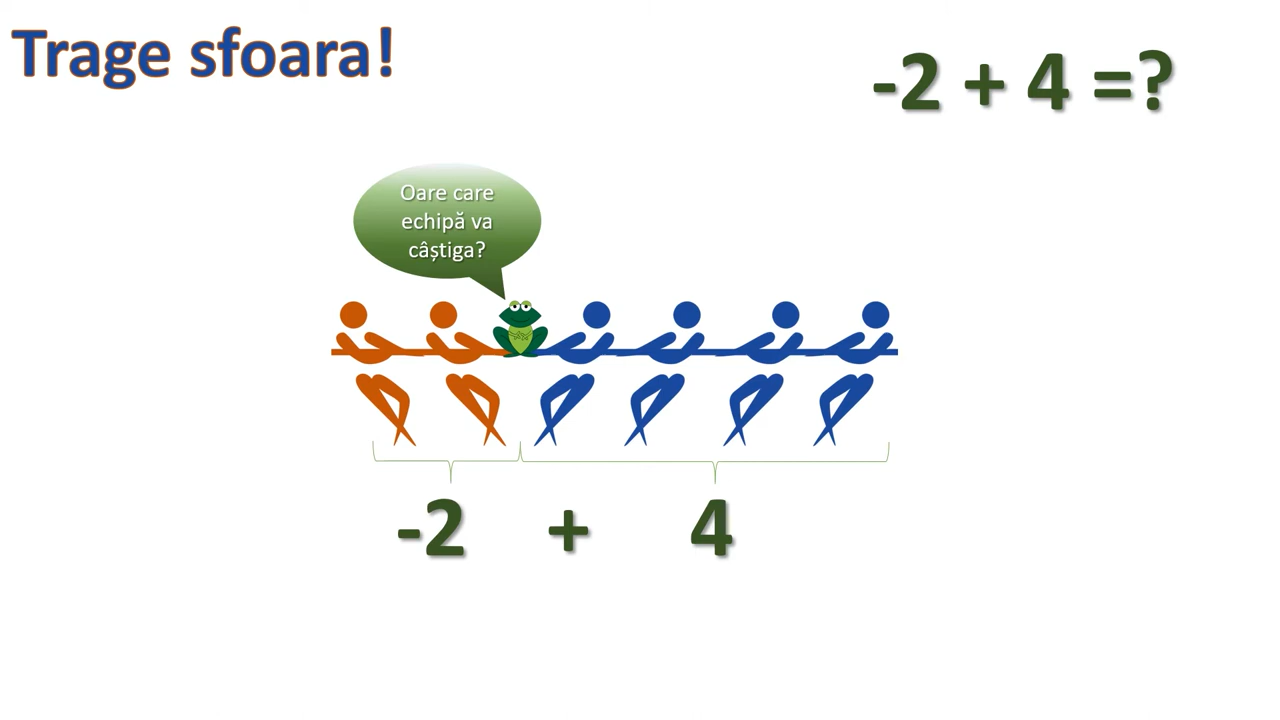 Trage sfoara!
-2 + 4 =?
Oare care
echipă va
câștiga?
-2 + 4